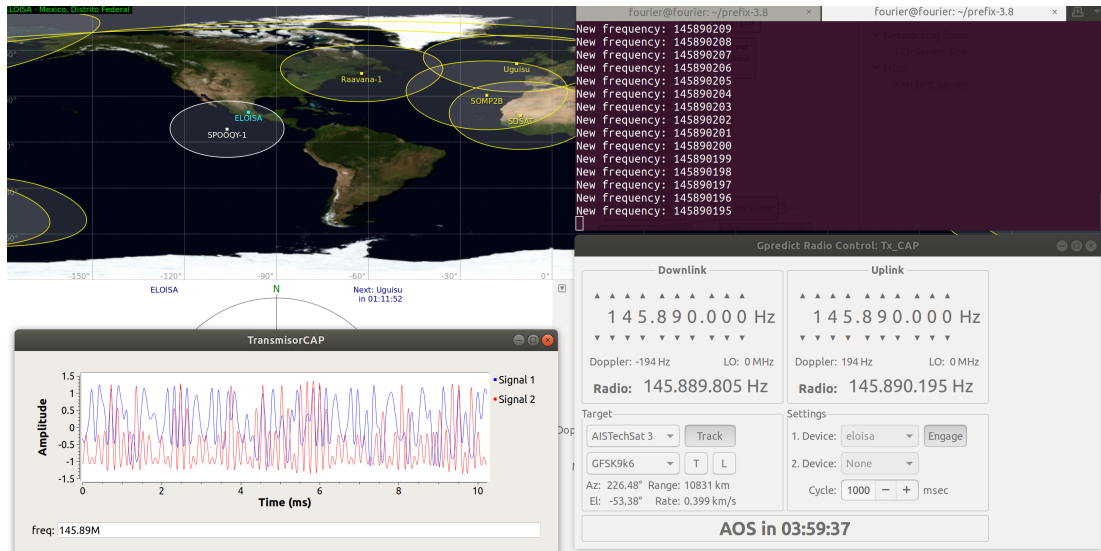 ELOISA - Mexico, Distrito Federal
Raavana-1
Uguisu
SOMP2B
SDSAT
ELOISA
SPOOQY-1
-150° -120° -90° -60° -30° 0°
ELOISA N Next: Uguisu
in 01:11:52
fourier@fourier: ~/prefix-3.8 × fourier@fourier: ~/prefix-3.8 ×
New frequency: 145890209
New frequency: 145890208
New frequency: 145890207
New frequency: 145890206
New frequency: 145890205
New frequency: 145890204
New frequency: 145890203
New frequency: 145890202
New frequency: 145890201
New frequency: 145890200
New frequency: 145890199
New frequency: 145890198
New frequency: 145890197
New frequency: 145890196
New frequency: 145890195
Gpredict Radio Control: Tx_CAP
Downlink
145.890.000 Hz
Doppler: -194 Hz LO: 0 MHz
Radio: 145.889.805 Hz
Uplink
145.890.000 Hz
Doppler: 194 Hz LO: 0 MHz
Radio: 145.890.195 Hz
Target
AISTechSat 3 Track
GFSK9k6 T L
Az: 226.48° Range: 10831 km
El: -53.38° Rate: 0.399 km/s
Settings
1. Device: eloisa Engage
2. Device: None
Cycle: 1000 − + msec
AOS in 03:59:37
TransmisorCAP
Signal 1
Signal 2
Amplitude
1.5
1
0.5
0
-0.5
-1
-1.5
0 2 4 6 8 10
Time (ms)
freq: 145.89M